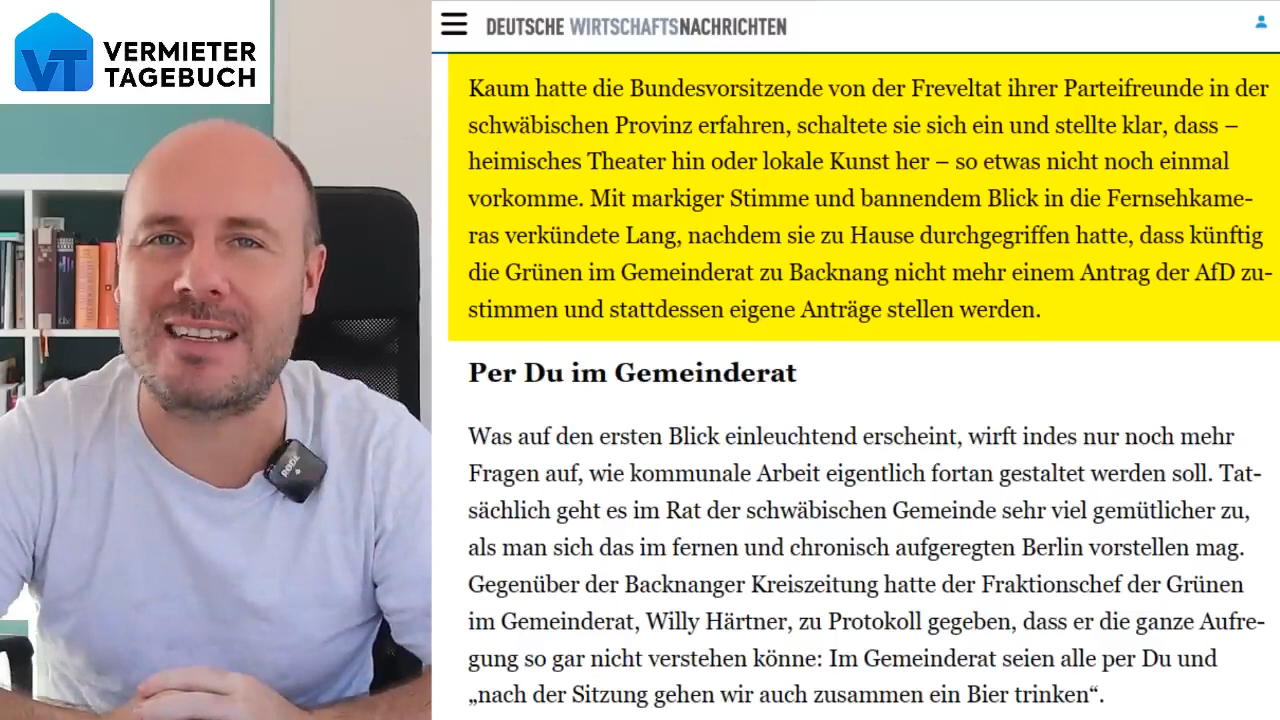 VT VERMIETER
TAGEBUCH
DEUTSCHE WIRTSCHAFTSNACHRICHTEN
Kaum hatte die Bundesvorsitzende von der Freveltat ihrer Parteifreunde in der
schwäbischen Provinz erfahren, schaltete sie sich ein und stellte klar, dass –
heimisches Theater hin oder lokale Kunst her – so etwas nicht noch einmal
vorkomme. Mit markiger Stimme und bannendem Blick in die Fernsehkame-
ras verkündete Lang, nachdem sie zu Hause durchgegriffen hatte, dass künftig
die Grünen im Gemeinderat zu Backnang nicht mehr einem Antrag der AfD zu-
stimmen und stattdessen eigene Anträge stellen werden.
Per Du im Gemeinderat
Was auf den ersten Blick einleuchtend erscheint, wirft indes nur noch mehr
Fragen auf, wie kommunale Arbeit eigentlich fortan gestaltet werden soll. Tat-
sächlich geht es im Rat der schwäbischen Gemeinde sehr viel gemütlicher zu,
als man sich das im fernen und chronisch aufgeregten Berlin vorstellen mag.
Gegenüber der Backnanger Kreiszeitung hatte der Fraktionschef der Grünen
im Gemeinderat, Willy Härtner, zu Protokoll gegeben, dass er die ganze Aufre-
gung so gar nicht verstehen könne: Im Gemeinderat seien alle per Du und
„nach der Sitzung gehen wir auch zusammen ein Bier trinken“.
RØDE